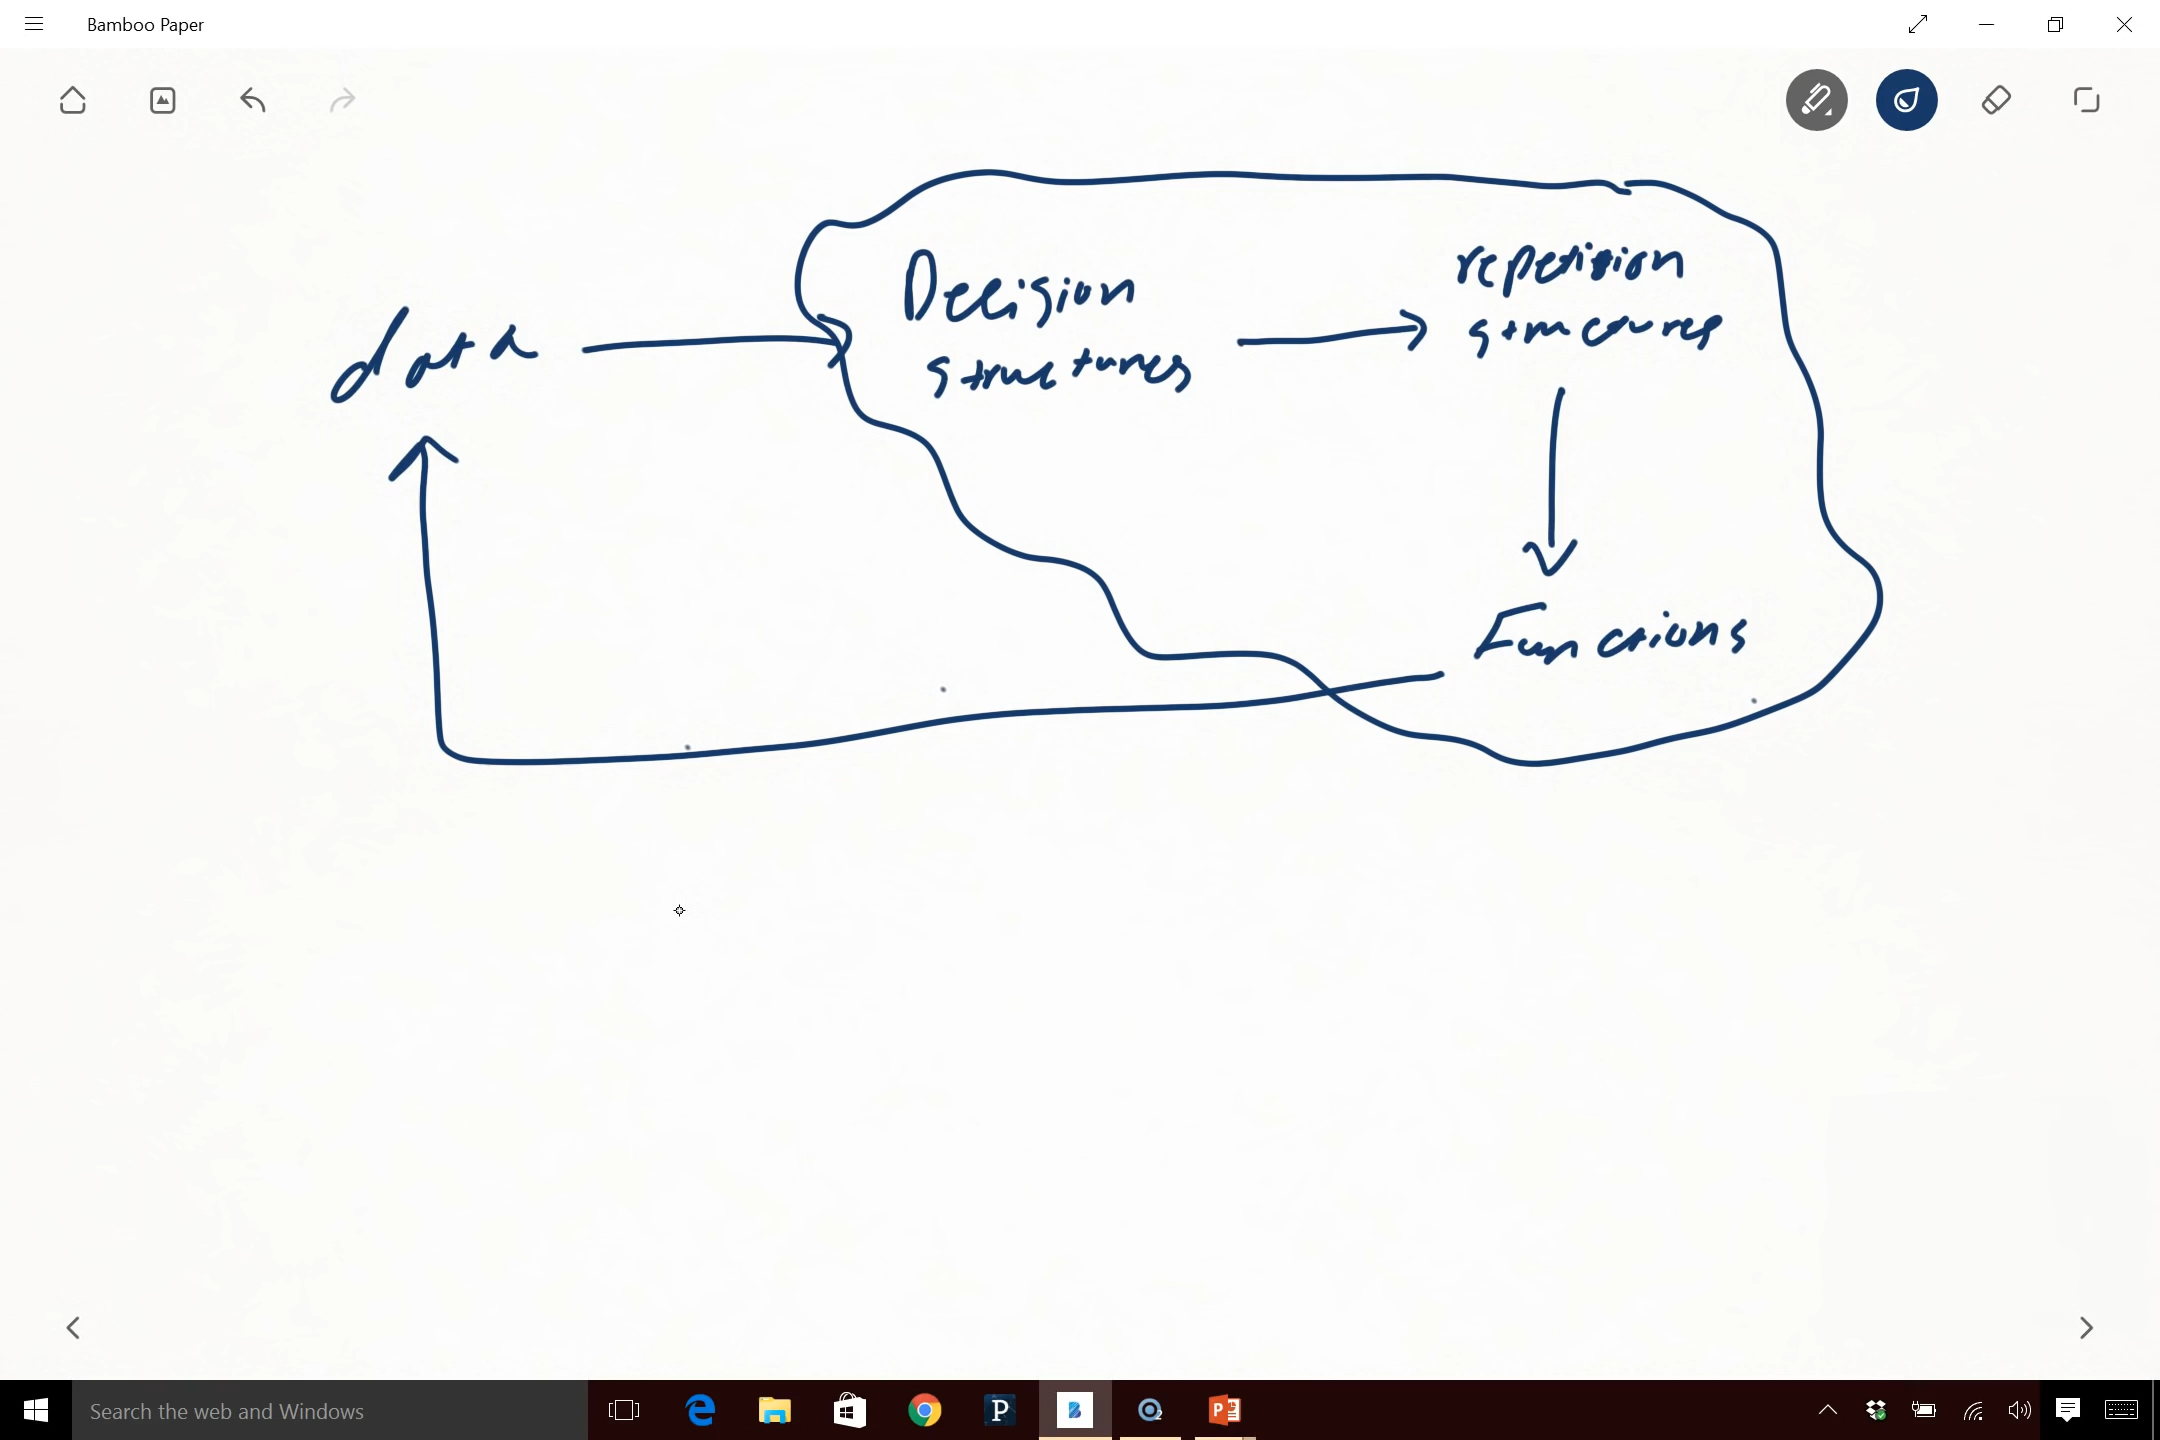 Bamboo Paper
data
Decision
structures
repetition
structures
Functions
Search the web and Windows